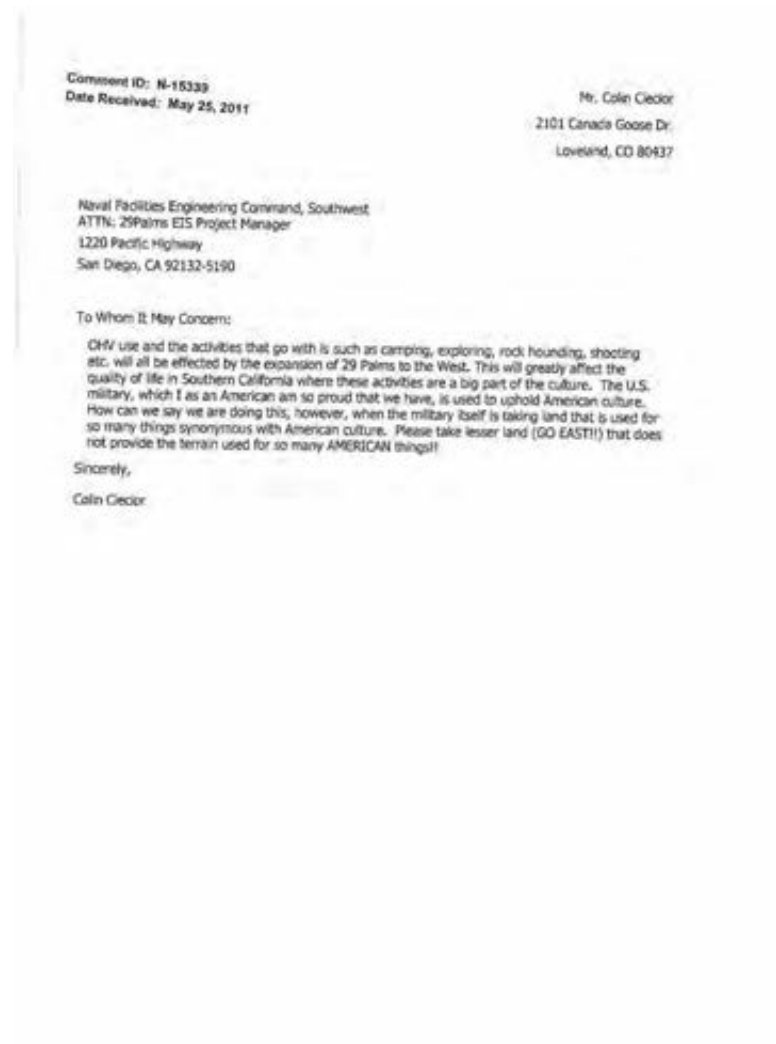 Comment ID: N-15339
Date Received: May 25, 2011
Mr. Colin
2101 Canada Goose Dr.
Loveland, CO 80437
Naval Facilities Engineering Command, Southwest
ATTN: 29Palms EIS Project Manager
1220 Pacific Highway
San Diego, CA 92132-5190
To Whom It May Concern:
OHV use and the activities that go with is such as camping, exploring, rock hounding, shooting
etc. will all be effected by the expansion of 29 Palms to the West. This will greatly affect the
quality of life in Southern California where these activities are a big part of the culture. The U.S.
military, which I as an American am so proud that we have, is used to uphold American culture.
How can we say we are doing this, however, when the military itself is taking land that is used for
so many things synonymous with American culture. Please take lesser land (GO EAST!!) that does
not provide the terrain used for so many AMERICAN things!!
Sincerely,
Colin